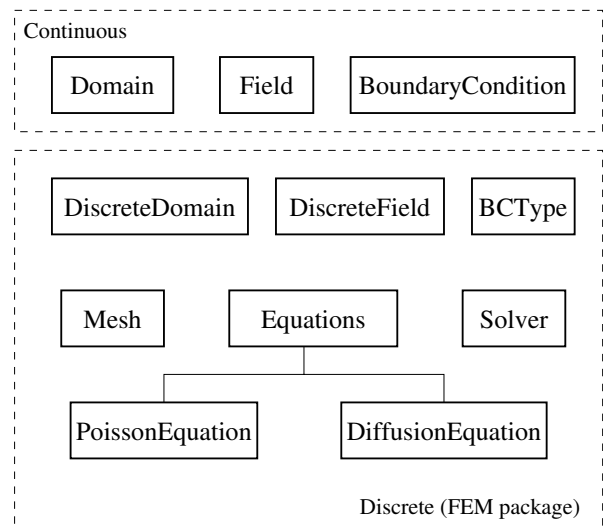 Continuous
Domain Field BoundaryCondition
DiscreteDomain DiscreteField BCType
Mesh Equations Solver
PoissonEquation DiffusionEquation
Discrete (FEM package)